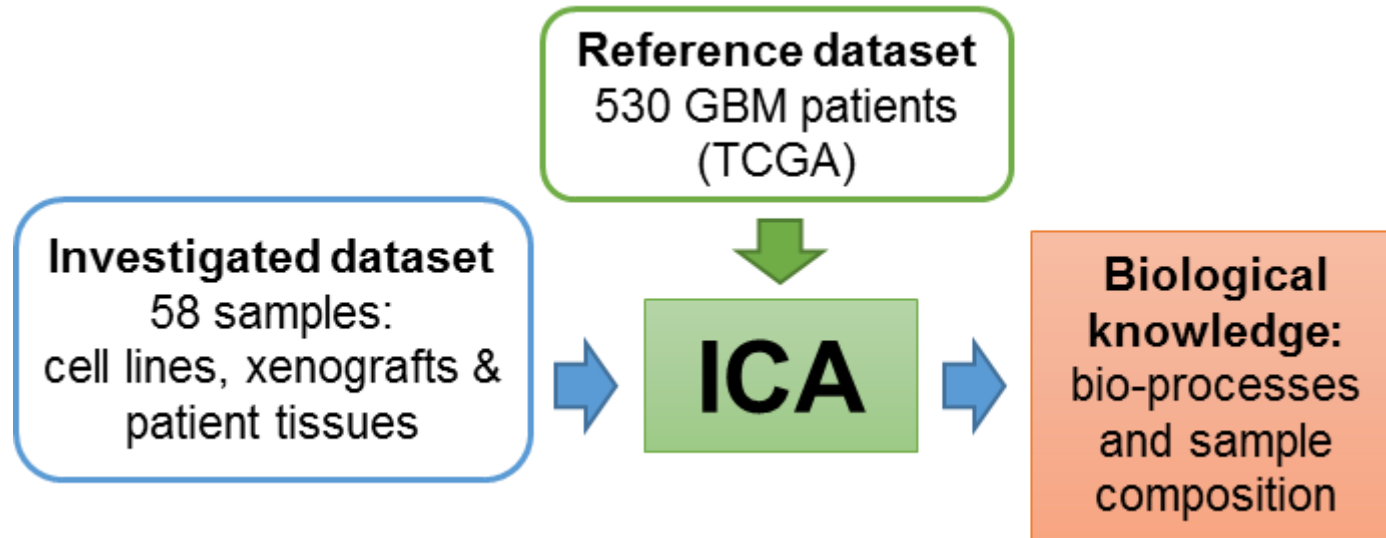 Reference dataset
530 GBM patients
(TCGA)
Investigated dataset
58 samples:
cell lines, xenografts &
patient tissues
ICA
Biological
knowledge:
bio-processes
and sample
composition